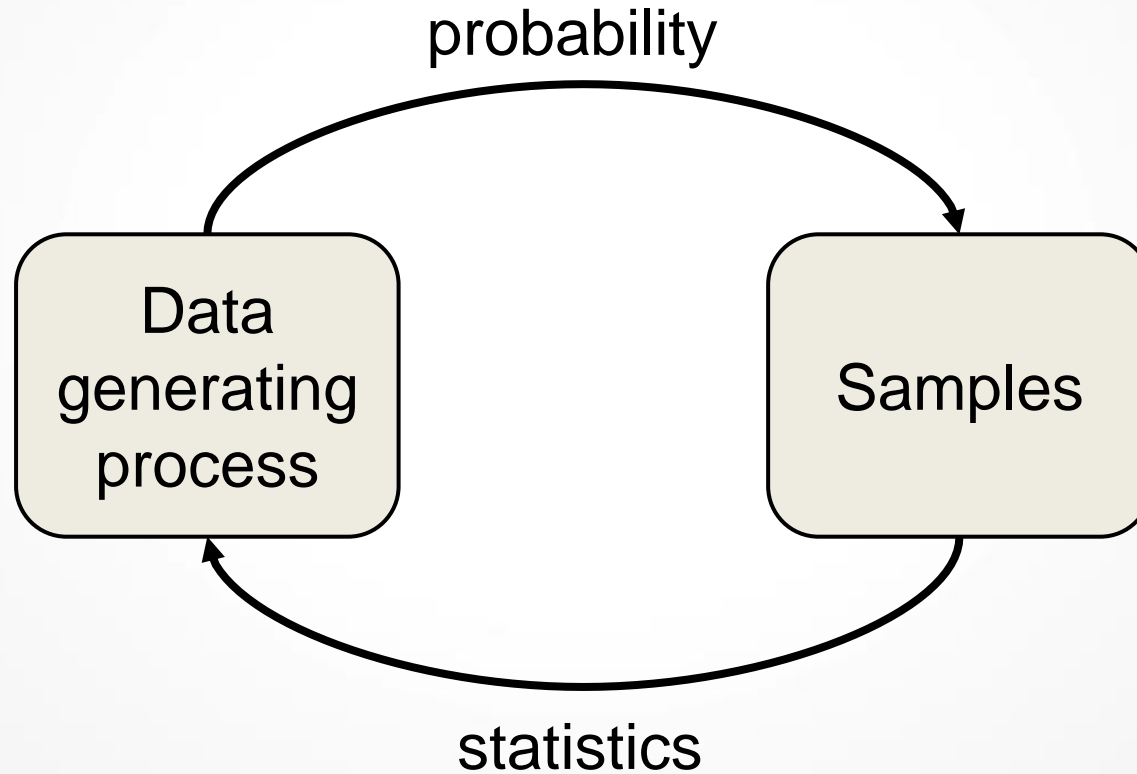 probability
Data
generating
process
Samples
statistics